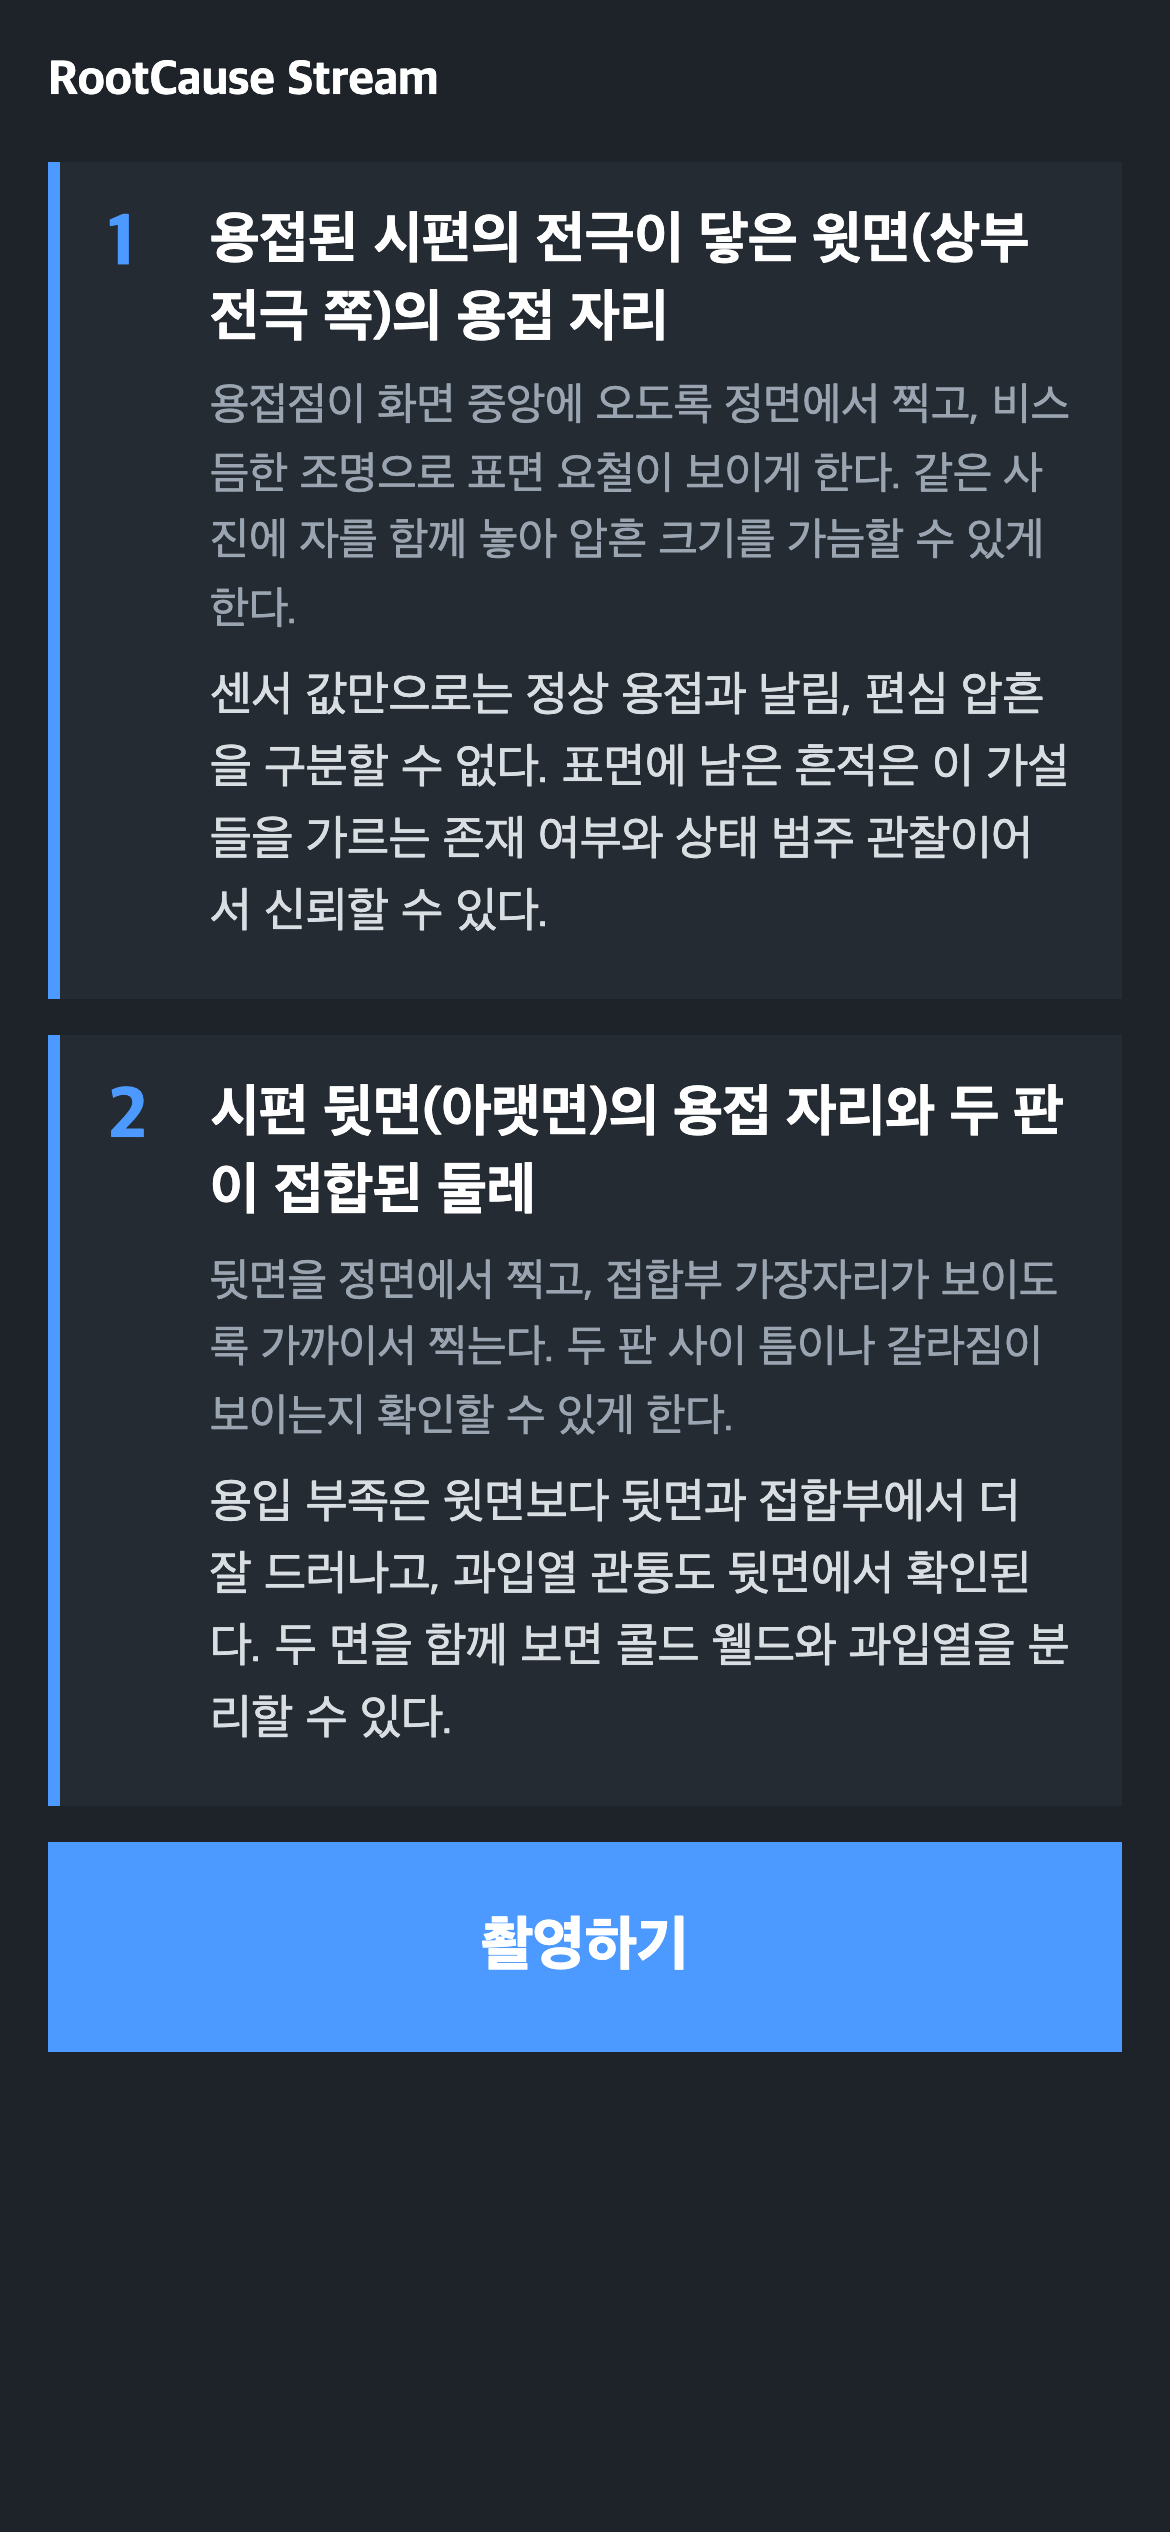 RootCause Stream
1
용접된 시편의 전극이 닿은 윗면(상부
전극 쪽)의 용접 자리
용접점이 화면 중앙에 오도록 정면에서 찍고, 비스
듬한 조명으로 표면 요철이 보이게 한다. 같은 사
진에 자를 함께 놓아 압흔 크기를 가늠할 수 있게
한다.
센서 값만으로는 정상 용접과 날림, 편심 압흔
을 구분할 수 없다. 표면에 남은 흔적은 이 가설
들을 가르는 존재 여부와 상태 범주 관찰이어
서 신뢰할 수 있다.
2
시편 뒷면(아랫면)의 용접 자리와 두 판
이 접합된 둘레
뒷면을 정면에서 찍고, 접합부 가장자리가 보이도
록 가까이서 찍는다. 두 판 사이 틈이나 갈라짐이
보이는지 확인할 수 있게 한다.
용입 부족은 윗면보다 뒷면과 접합부에서 더
잘 드러나고, 과입열 관통도 뒷면에서 확인된
다. 두 면을 함께 보면 콜드 웰드와 과입열을 분
리할 수 있다.
촬영하기